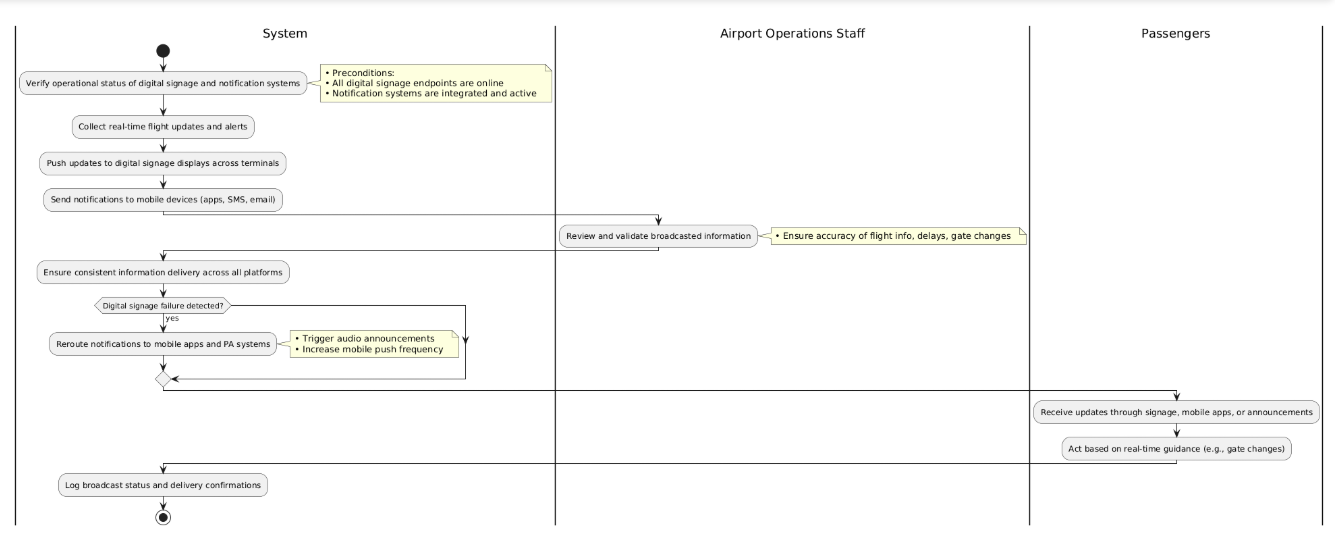 System
Airport Operations Staff
Passengers
Verify operational status of digital signage and notification systems
• Preconditions:
• All digital signage endpoints are online
• Notification systems are integrated and active
Collect real-time flight updates and alerts
Push updates to digital signage displays across terminals
Send notifications to mobile devices (apps, SMS, email)
Review and validate broadcasted information
• Ensure accuracy of flight info, delays, gate changes
Ensure consistent information delivery across all platforms
Digital signage failure detected?
yes
Reroute notifications to mobile apps and PA systems
• Trigger audio announcements
• Increase mobile push frequency
Receive updates through signage, mobile apps, or announcements
Act based on real-time guidance (e.g., gate changes)
Log broadcast status and delivery confirmations